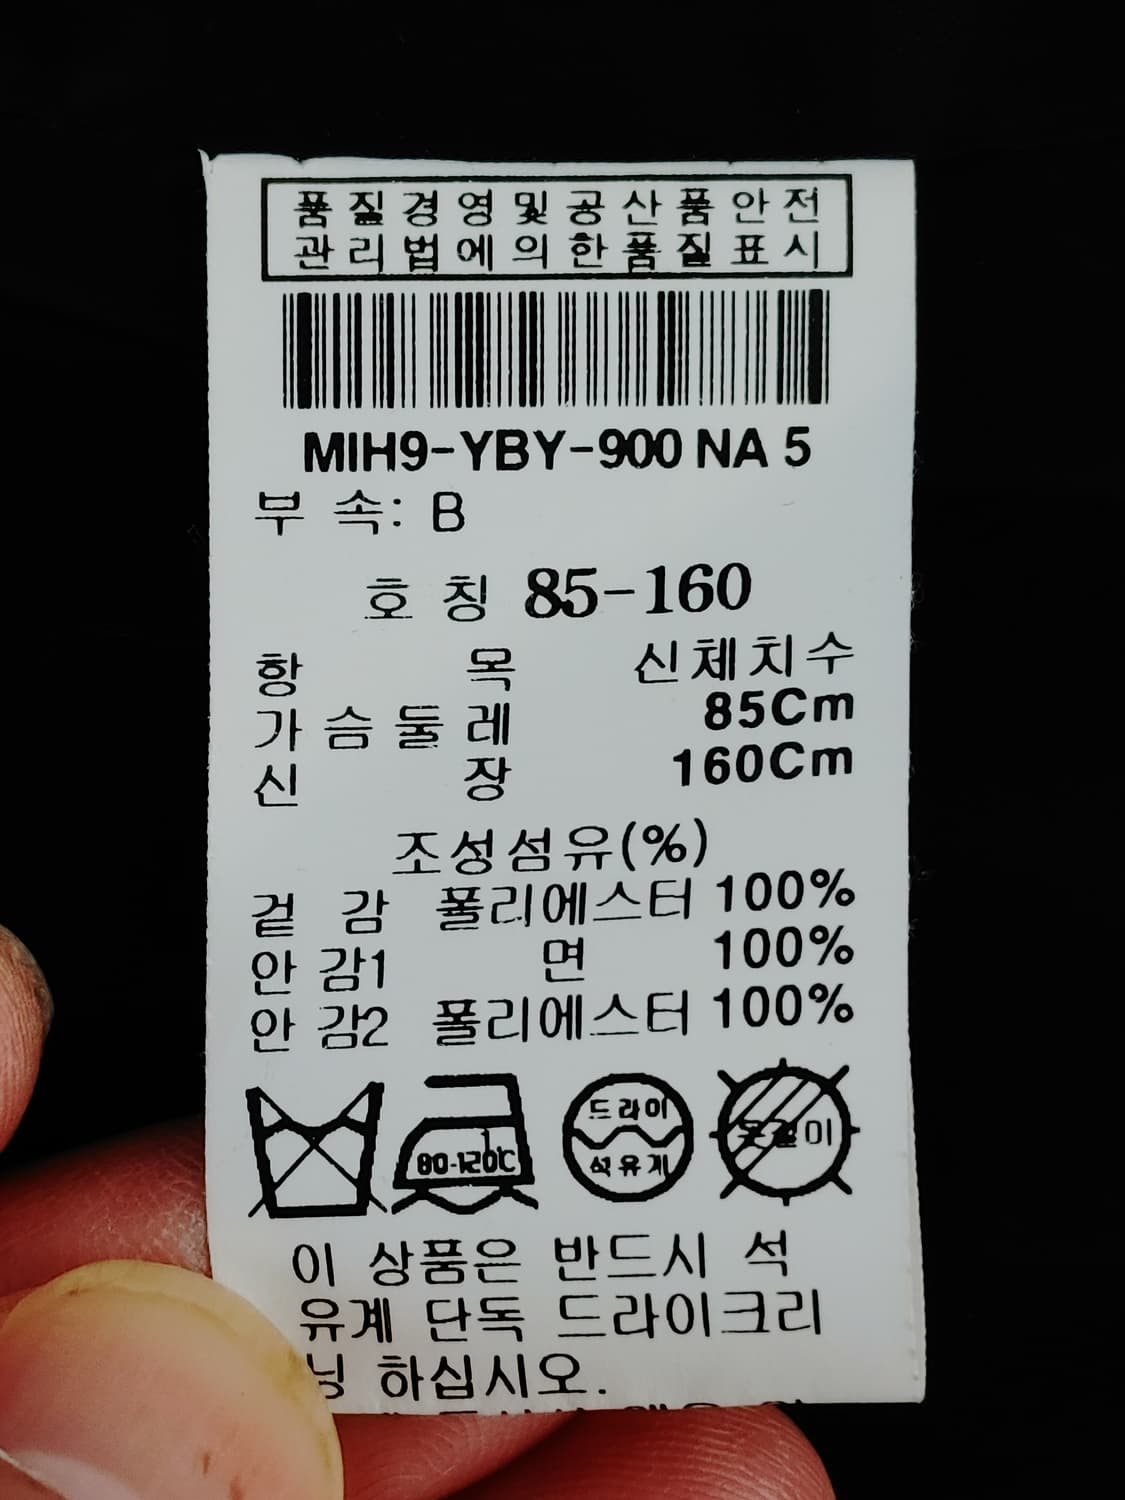 품질경영및공산품안전
관리법에의한품질표시
MIH9-YBY-900 NA 5
부 속: B
호 칭 85-160
항 목 신체치수
가 슴 둘 레 85Cm
신 장 160Cm
조성섬유(%)
겉 감 폴리에스터 100%
안 감1 면 100%
안 감2 폴리에스터 100%
80-120℃
드라이
석유계
옷걸이
이 상품은 반드시 석
유계 단독 드라이크리
닝 하십시오.